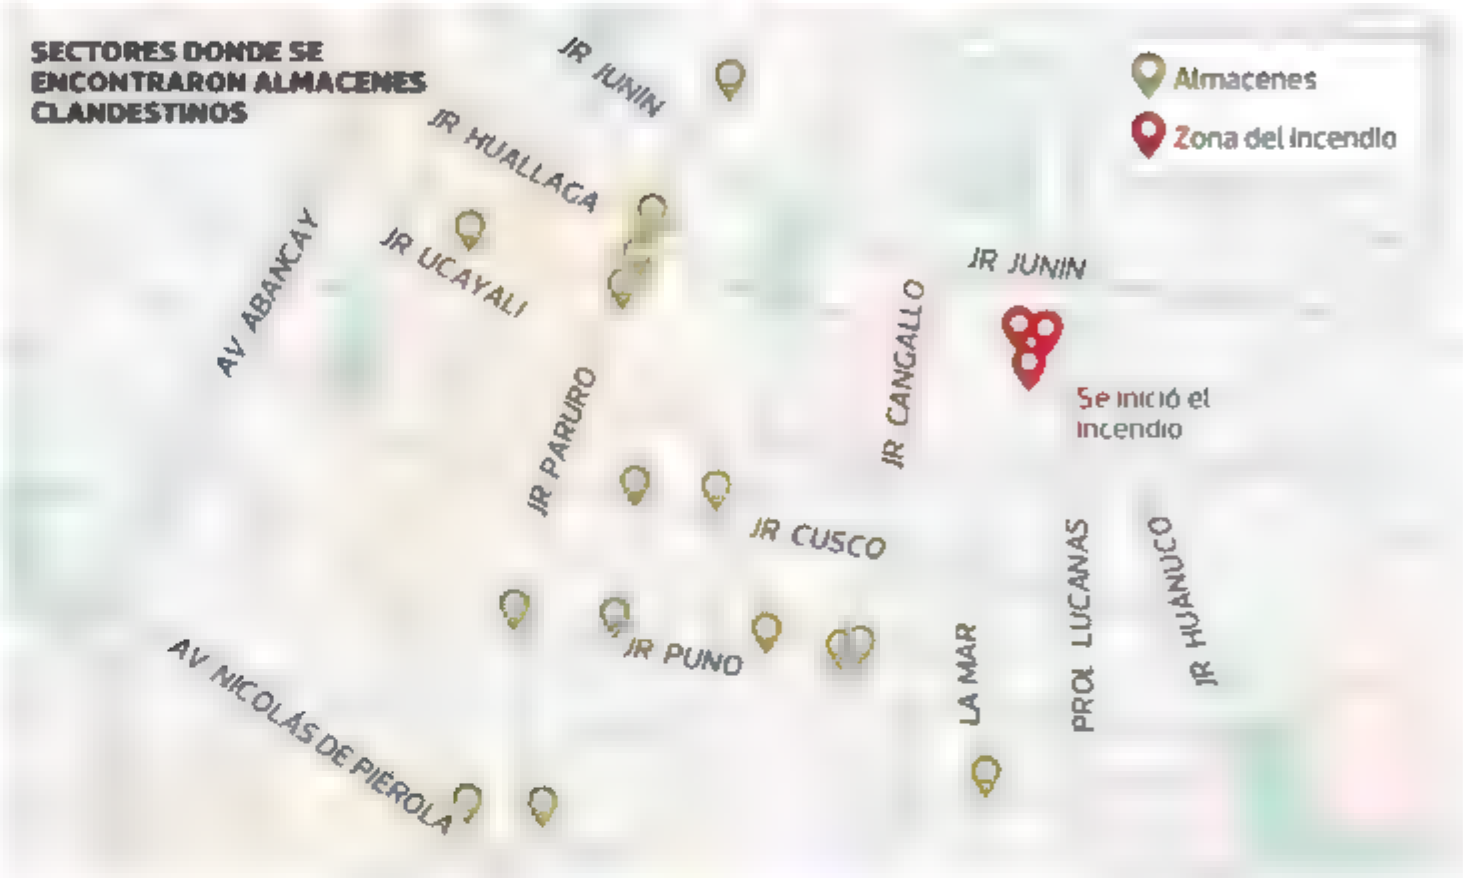 SECTORES DONDE SE
ENCONTRARON ALMACENES
CLANDESTINOS
JR JUNIN
Almacenes
JR HUALLAGA
Zona del incendio
AV ABANCAY
JR UCAYALI
JR JUNIN
JR CANGALLO
JR PARURO
Se inició el
incendio
JR CUSCO
PROL LUCANAS
JR HUANUCO
JR PUNO
LA MAR
AV NICOLÁS DE PIÉROLA